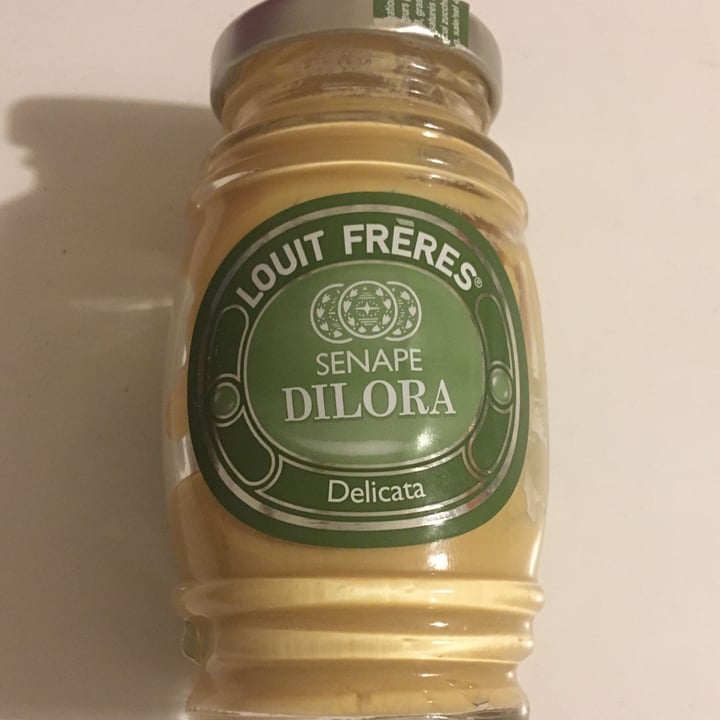 LOUIT FRÈRES®
SENAPE
DILORA
Delicata